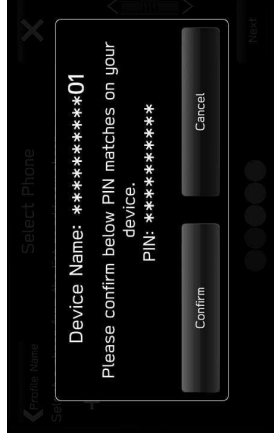 Profile Name
Select Phone
Device Name: ***********01
Please confirm below PIN matches on your
device.
PIN: ***********
Confirm
Cancel
Next